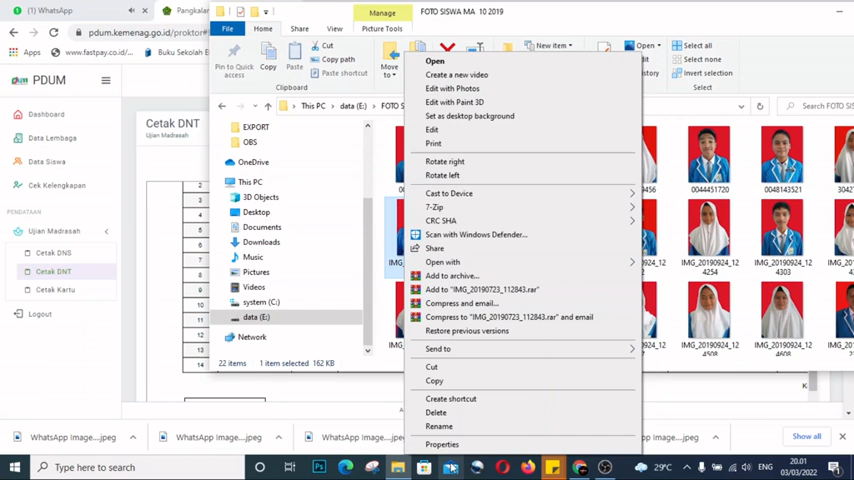 (1) WhatsApp
Pangkalan
Manage
FOTO SISWA MA 10 2019
File
Home
Share
View
Picture Tools
pdum.kemenag.go.id/proktor#
Apps
www.fastpay.co.id/t...
Buku Sekolah E
Pin to Quick access
Copy
Paste
Cut
Copy path
Paste shortcut
Clipboard
Move to
New item
Open
Select all
Select none
Invert selection
Select
This PC
data (E:)
FOTO S
Search FOTO SIS
PDUM
Dashboard
Data Lembaga
Data Siswa
Cek Kelengkapan
PENDATAAN
Ujian Madrasah
Cetak DNS
Cetak DNT
Cetak Kartu
Logout
Cetak DNT
Ujian Madrasah
2
3
4
5
6
7
8
9
10
11
12
13
14
EXPORT
OBS
OneDrive
This PC
3D Objects
Desktop
Documents
Downloads
Music
Pictures
Videos
system (C:)
data (E:)
Network
22 items
1 item selected 162 KB
Open
Create a new video
Edit with Photos
Edit with Paint 3D
Set as desktop background
Edit
Print
Rotate right
Rotate left
Cast to Device
7-Zip
CRC SHA
Scan with Windows Defender...
Share
Open with
Add to archive...
Add to "IMG_20190723_112843.rar"
Compress and email...
Compress to "IMG_20190723_112843.rar" and email
Restore previous versions
Send to
Cut
Copy
Create shortcut
Delete
Rename
Properties
0004451720
0048143521
IMG_20190924_124254
IMG_20190924_124303
IMG_20190924_124508
IMG_20190924_124608
WhatsApp Image....jpeg
WhatsApp Image....jpeg
WhatsApp Image....jpeg
Show all
Type here to search
29°C
ENG
20.01
03/03/2022